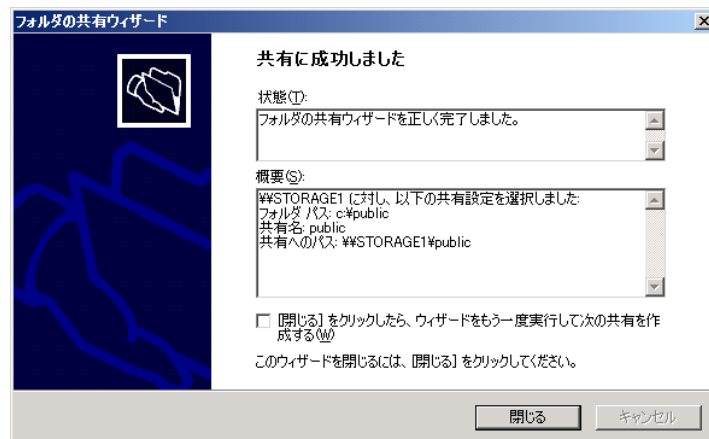 フォルダの共有ウィザード
共有に成功しました
状態(T):
フォルダの共有ウィザードを正しく完了しました。
概要(S):
¥¥STORAGE1 に対し、以下の共有設定を選択しました:
フォルダ パス: c:¥public
共有名: public
共有へのパス: ¥¥STORAGE1¥public
[閉じる] をクリックしたら、ウィザードをもう一度実行して次の共有を作
成する(W)
このウィザードを閉じるには、[閉じる] をクリックしてください。
閉じる
キャンセル